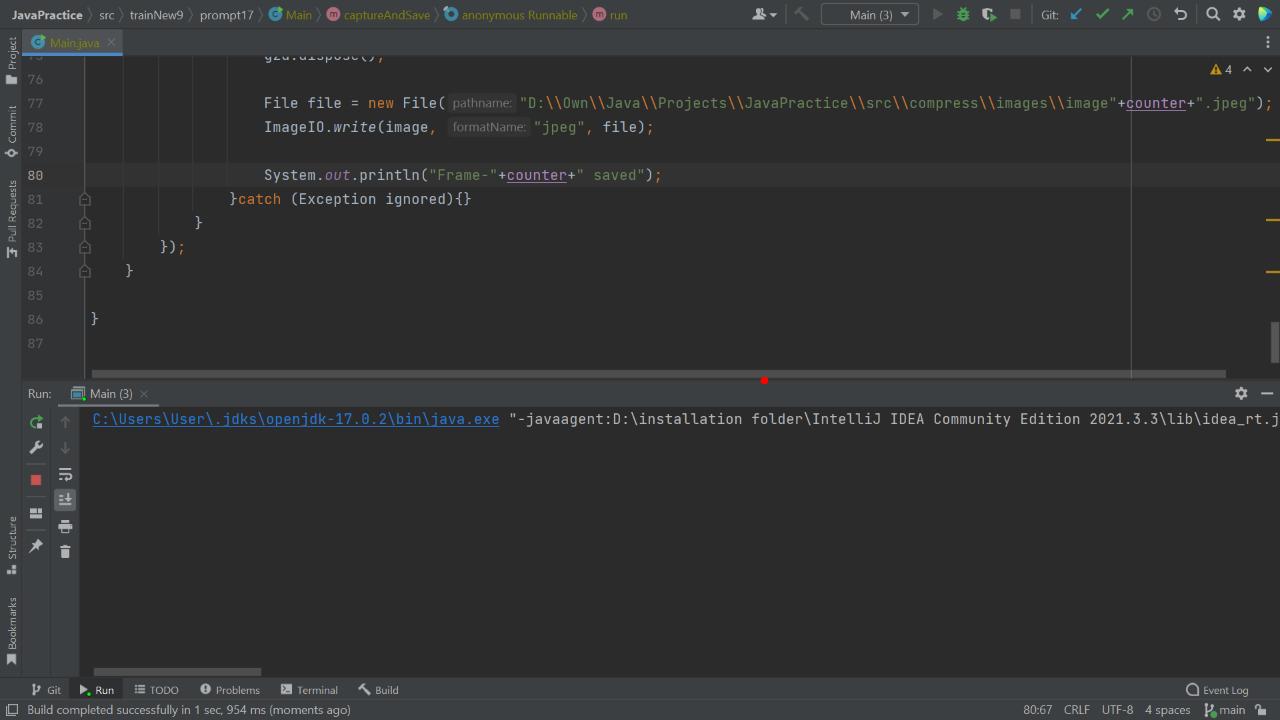 JavaPractice src trainNew9 prompt17 Main captureAndSave anonymous Runnable run Main (3) Git:
Main.java
4
76
77 File file = new File( pathname: "D:\\Own\\Java\\Projects\\JavaPractice\\src\\compress\\images\\image"+counter+".jpeg");
78 ImageIO.write(image, formatName: "jpeg", file);
79
80 System.out.println("Frame-"+counter+" saved");
81 }catch (Exception ignored){}
82 }
83 });
84 }
85
86 }
87
Project
Commit
Pull Requests
Structure
Bookmarks
Run: Main (3)
C:\Users\User\.jdks\openjdk-17.0.2\bin\java.exe "-javaagent:D:\installation folder\IntelliJ IDEA Community Edition 2021.3.3\lib\idea_rt.j
Git Run TODO Problems Terminal Build Event Log
Build completed successfully in 1 sec, 954 ms (moments ago) 80:67 CRLF UTF-8 4 spaces main